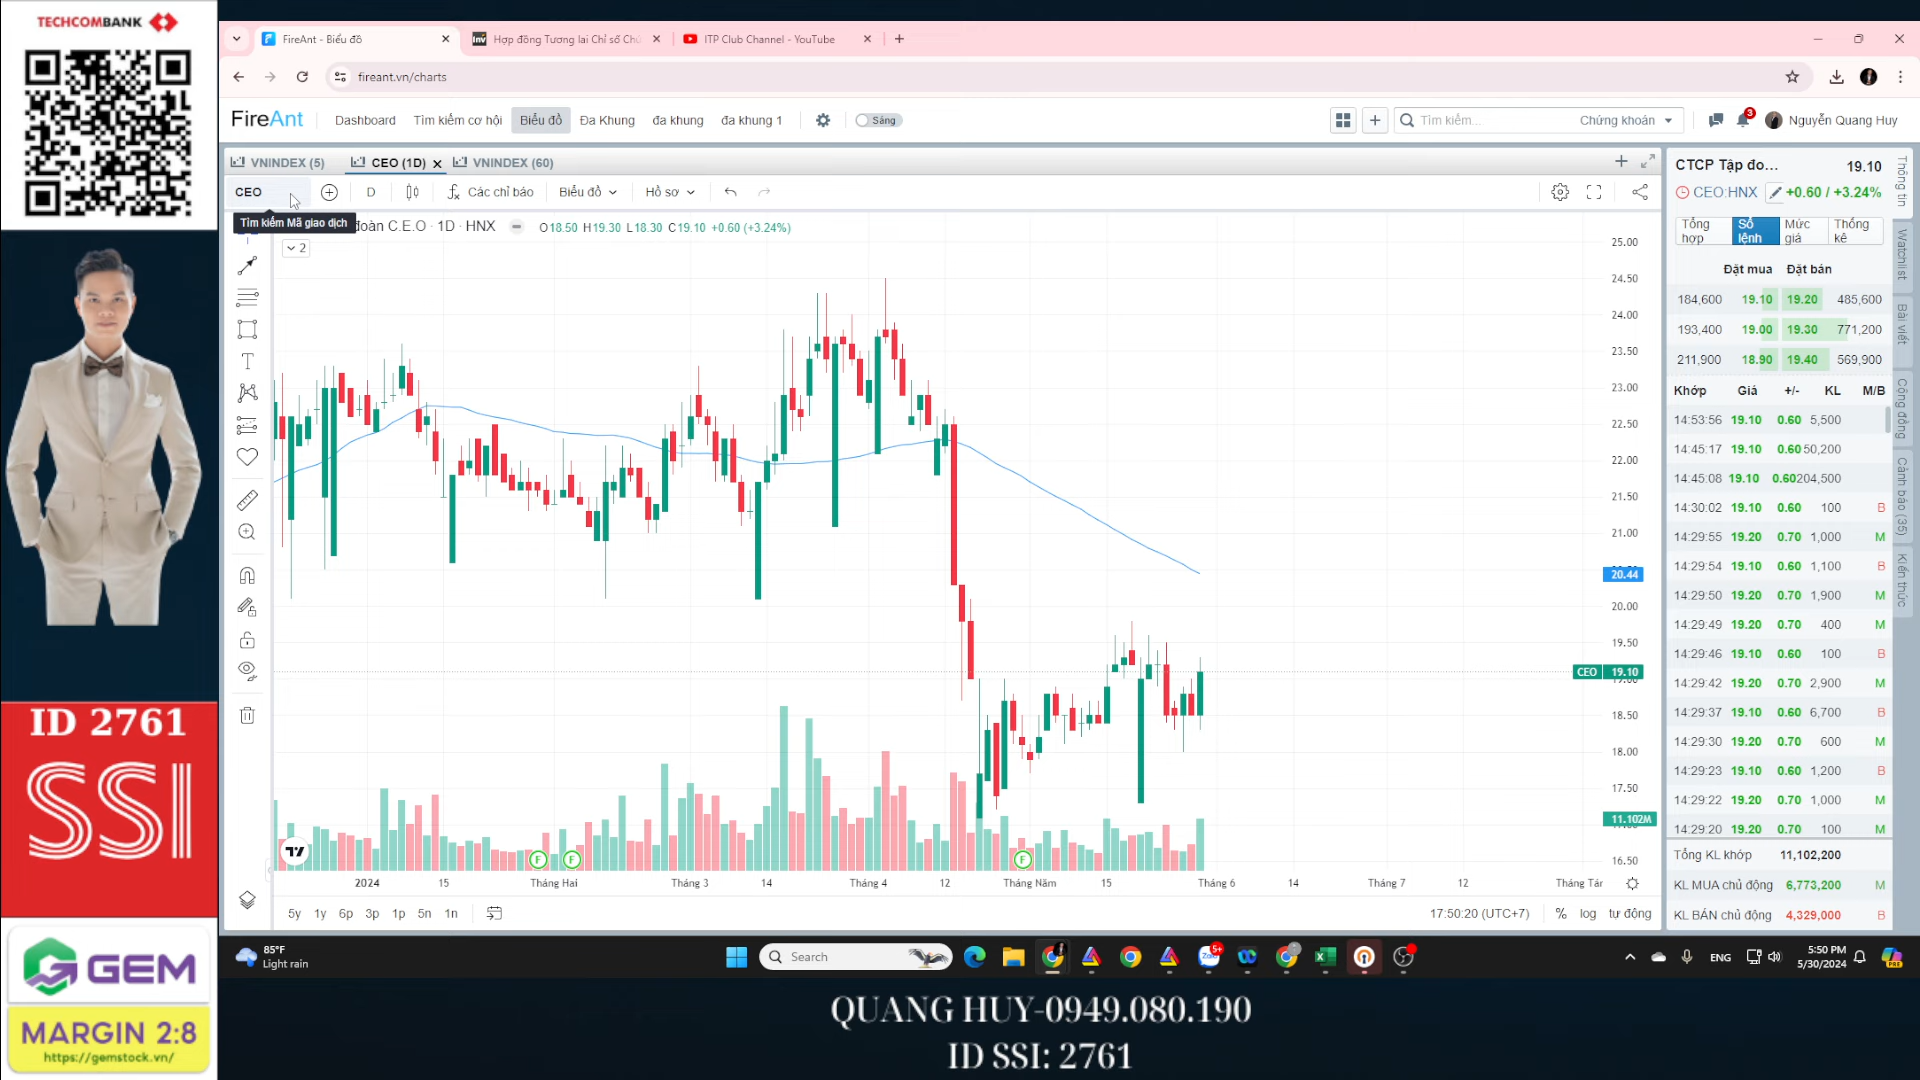 TECHCOMBANK
FireAnt - Biểu đồ
Hợp đồng Tương lai Chỉ số Chứ
ITP Club Channel - YouTube
fireant.vn/charts
FireAnt
Dashboard
Tìm kiếm cơ hội
Biểu đồ
Đa Khung
đa khung
đa khung 1
Sáng
Tìm kiếm...
Chứng khoán
3
Nguyễn Quang Huy
VNINDEX (5)
CEO (1D)
VNINDEX (60)
CEO
D
Các chỉ báo
Biểu đồ
Hồ sơ
Tìm kiếm Mã giao dịch
đoàn C.E.O · 1D · HNX
O18.50 H19.30 L18.30 C19.10 +0.60 (+3.24%)
2
25.00
24.50
24.00
23.50
23.00
22.50
22.00
21.50
21.00
20.44
20.00
19.50
CEO 19.10
18.50
18.00
17.50
11.102M
16.50
F
F
F
2024
15
Tháng Hai
Tháng 3
14
Tháng 4
12
Tháng Năm
15
Tháng 6
14
Tháng 7
12
Tháng Tár
5y 1y 6p 3p 1p 5n 1n
17:50:20 (UTC+7)
% log tự động
CTCP Tập đo... 19.10
CEO:HNX +0.60 / +3.24%
Tổng hợp
Sổ lệnh
Mức giá
Thống kê
Đặt mua Đặt bán
184,600 19.10 19.20 485,600
193,400 19.00 19.30 771,200
211,900 18.90 19.40 569,900
Khớp Giá +/- KL M/B
14:53:56 19.10 0.60 5,500
14:45:17 19.10 0.60 50,200
14:45:08 19.10 0.60 204,500
14:30:02 19.10 0.60 100 B
14:29:55 19.20 0.70 1,000 M
14:29:54 19.10 0.60 1,100 B
14:29:50 19.20 0.70 1,900 M
14:29:49 19.20 0.70 400 M
14:29:46 19.10 0.60 100 B
14:29:42 19.20 0.70 2,900 M
14:29:37 19.10 0.60 6,700 B
14:29:30 19.20 0.70 600 M
14:29:23 19.10 0.60 1,200 B
14:29:22 19.20 0.70 1,000 M
14:29:20 19.20 0.70 100 M
Tổng KL khớp 11,102,200
KL MUA chủ động 6,773,200 M
KL BÁN chủ động 4,329,000 B
Thông tin
Watchlist
Bài viết
Cộng đồng
Cảnh báo (35)
Kiến thức
ID 2761
SSI
GEM
MARGIN 2:8
https://gemstock.vn/
85°F
Light rain
Search
5+
Zalo
ENG
5:50 PM
5/30/2024
PRE
QUANG HUY-0949.080.190
ID SSI: 2761